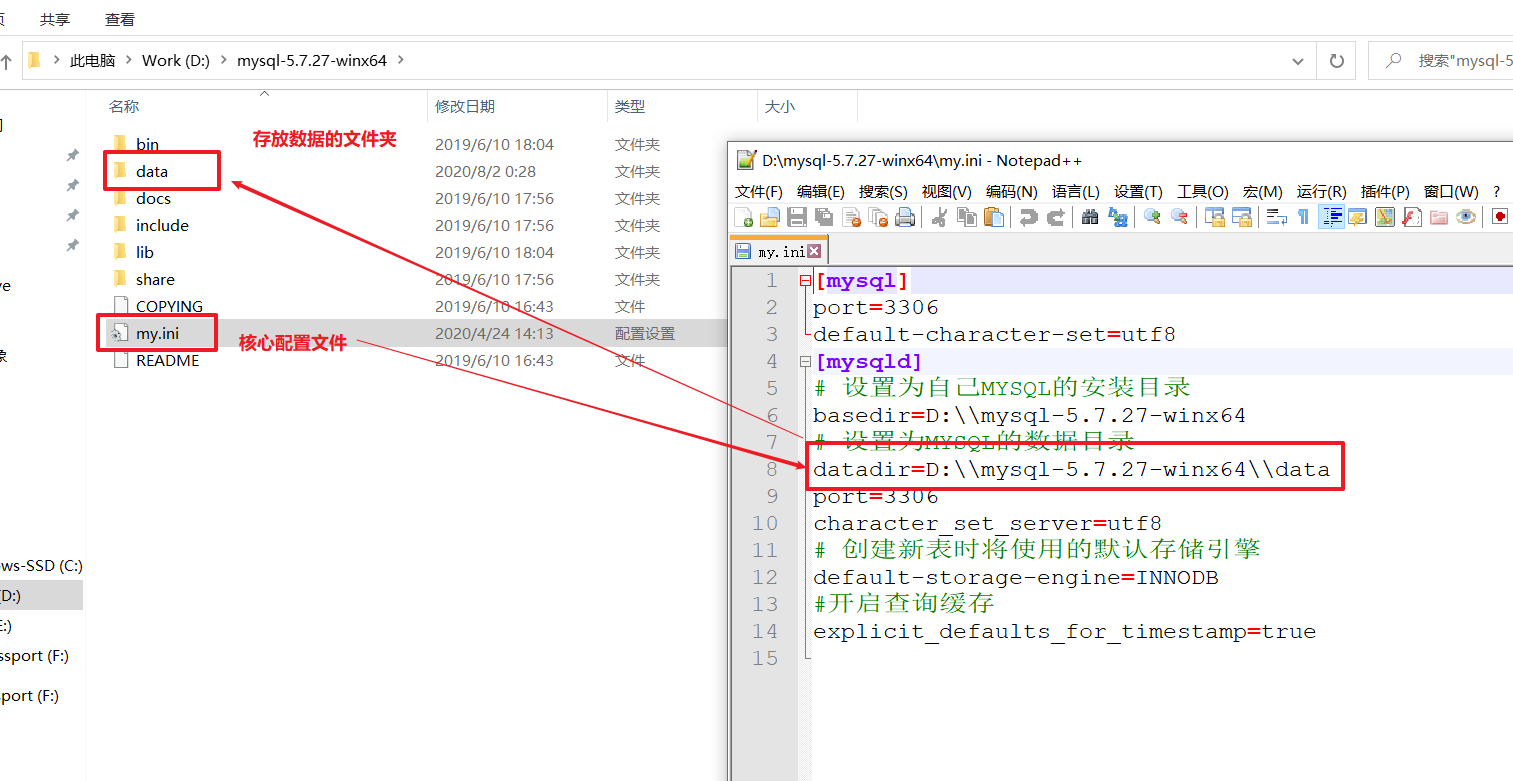 共享 查看
此电脑 Work (D:) mysql-5.7.27-winx64 搜索"mysql-5
名称 修改日期 类型 大小
bin 2019/6/10 18:04 文件夹
存放数据的文件夹
data 2020/8/2 0:28 文件夹
docs 2019/6/10 17:56 文件夹
include 2019/6/10 17:56 文件夹
lib 2019/6/10 18:04 文件夹
share 2019/6/10 17:56 文件夹
COPYING 2019/6/10 16:43 文件
my.ini 2020/4/24 14:13 配置设置
核心配置文件
README 2019/6/10 16:43 文件
ve
象
ws-SSD (C:)
(D:)
E:)
ssport (F:)
sport (F:)
D:\mysql-5.7.27-winx64\my.ini - Notepad++
文件(F) 编辑(E) 搜索(S) 视图(V) 编码(N) 语言(L) 设置(T) 工具(O) 宏(M) 运行(R) 插件(P) 窗口(W) ?
my.ini
1 [mysql]
2 port=3306
3 default-character-set=utf8
4 [mysqld]
5 # 设置为自己MYSQL的安装目录
6 basedir=D:\\mysql-5.7.27-winx64
7 # 设置为MYSQL的数据目录
8 datadir=D:\\mysql-5.7.27-winx64\\data
9 port=3306
10 character_set_server=utf8
11 # 创建新表时将使用的默认存储引擎
12 default-storage-engine=INNODB
13 #开启查询缓存
14 explicit_defaults_for_timestamp=true
15